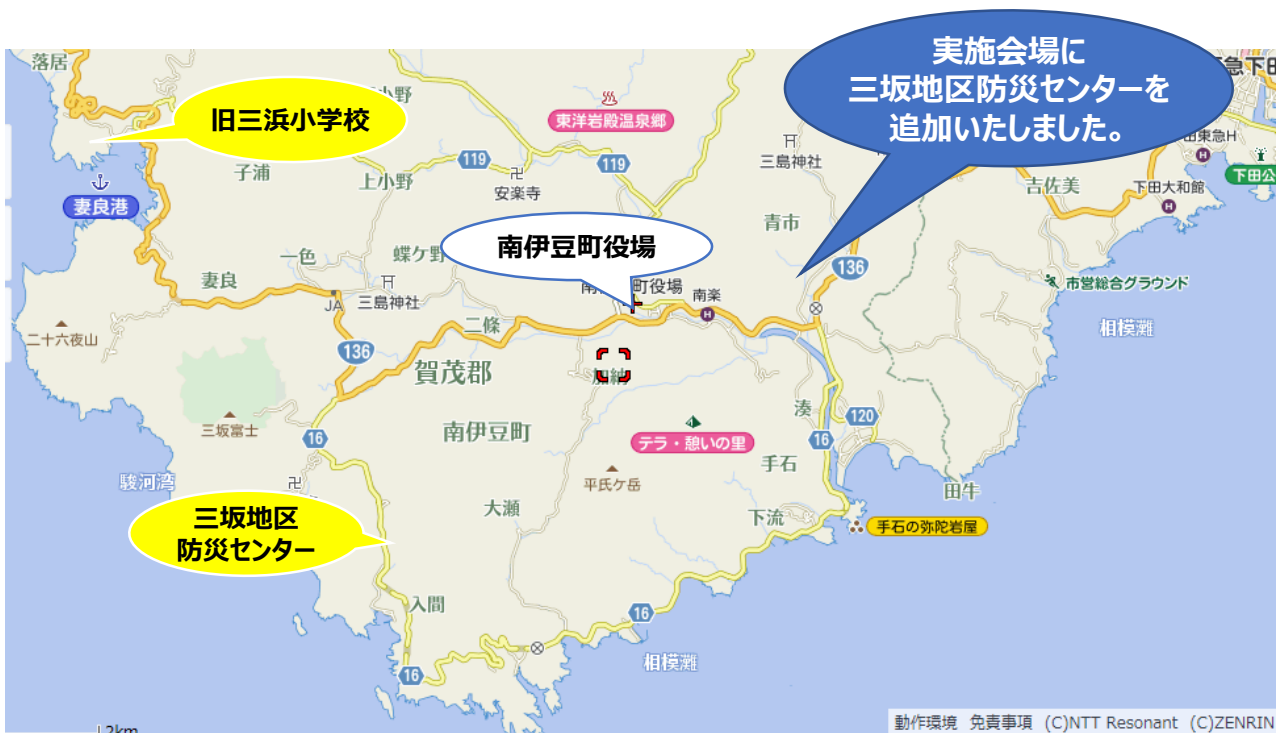 実施会場に
三坂地区防災センターを
追加いたしました。
落居
旧三浜小学校
小野
東洋岩殿温泉郷
急下田
田東急H
三島神社
119
119
子浦
上小野
安楽寺
吉佐美
下田大和館
下田公
妻良港
青市
南伊豆町役場
一色
蝶ケ野
妻良
136
町役場
南楽
市営総合グラウンド
JA
三島神社
二十六夜山
二條
相模灘
136
賀茂郡
加納
湊
120
三坂富士
16
南伊豆町
テラ・憩いの里
16
手石
駿河湾
平氏ケ岳
田牛
大瀬
下流
手石の弥陀岩屋
三坂地区
防災センター
入間
16
相模灘
16
2km
動作環境 免責事項 (C)NTT Resonant (C)ZENRIN